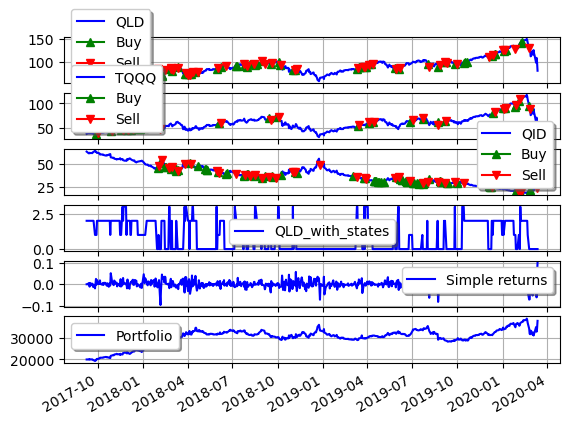 QLD
Buy
Sell
150
100
TQQQ
Buy
Sell
100
50
QID
Buy
Sell
50
25
2.5
0.0
QLD_with_states
0.1
0.0
−0.1
Simple returns
30000
20000
Portfolio
2017-10
2018-01
2018-04
2018-07
2018-10
2019-01
2019-04
2019-07
2019-10
2020-01
2020-04